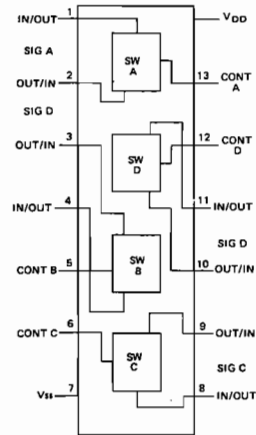 1
IN/OUT
VDD
SIG A
SW
A
2
OUT/IN
13
CONT
A
SIG D
3
OUT/IN
SW
D
12
CONT
D
4
IN/OUT
11
IN/OUT
SIG D
5
CONT B
SW
B
10
OUT/IN
6
CONT C
SW
C
9
OUT/IN
SIG C
7
VSS
8
IN/OUT